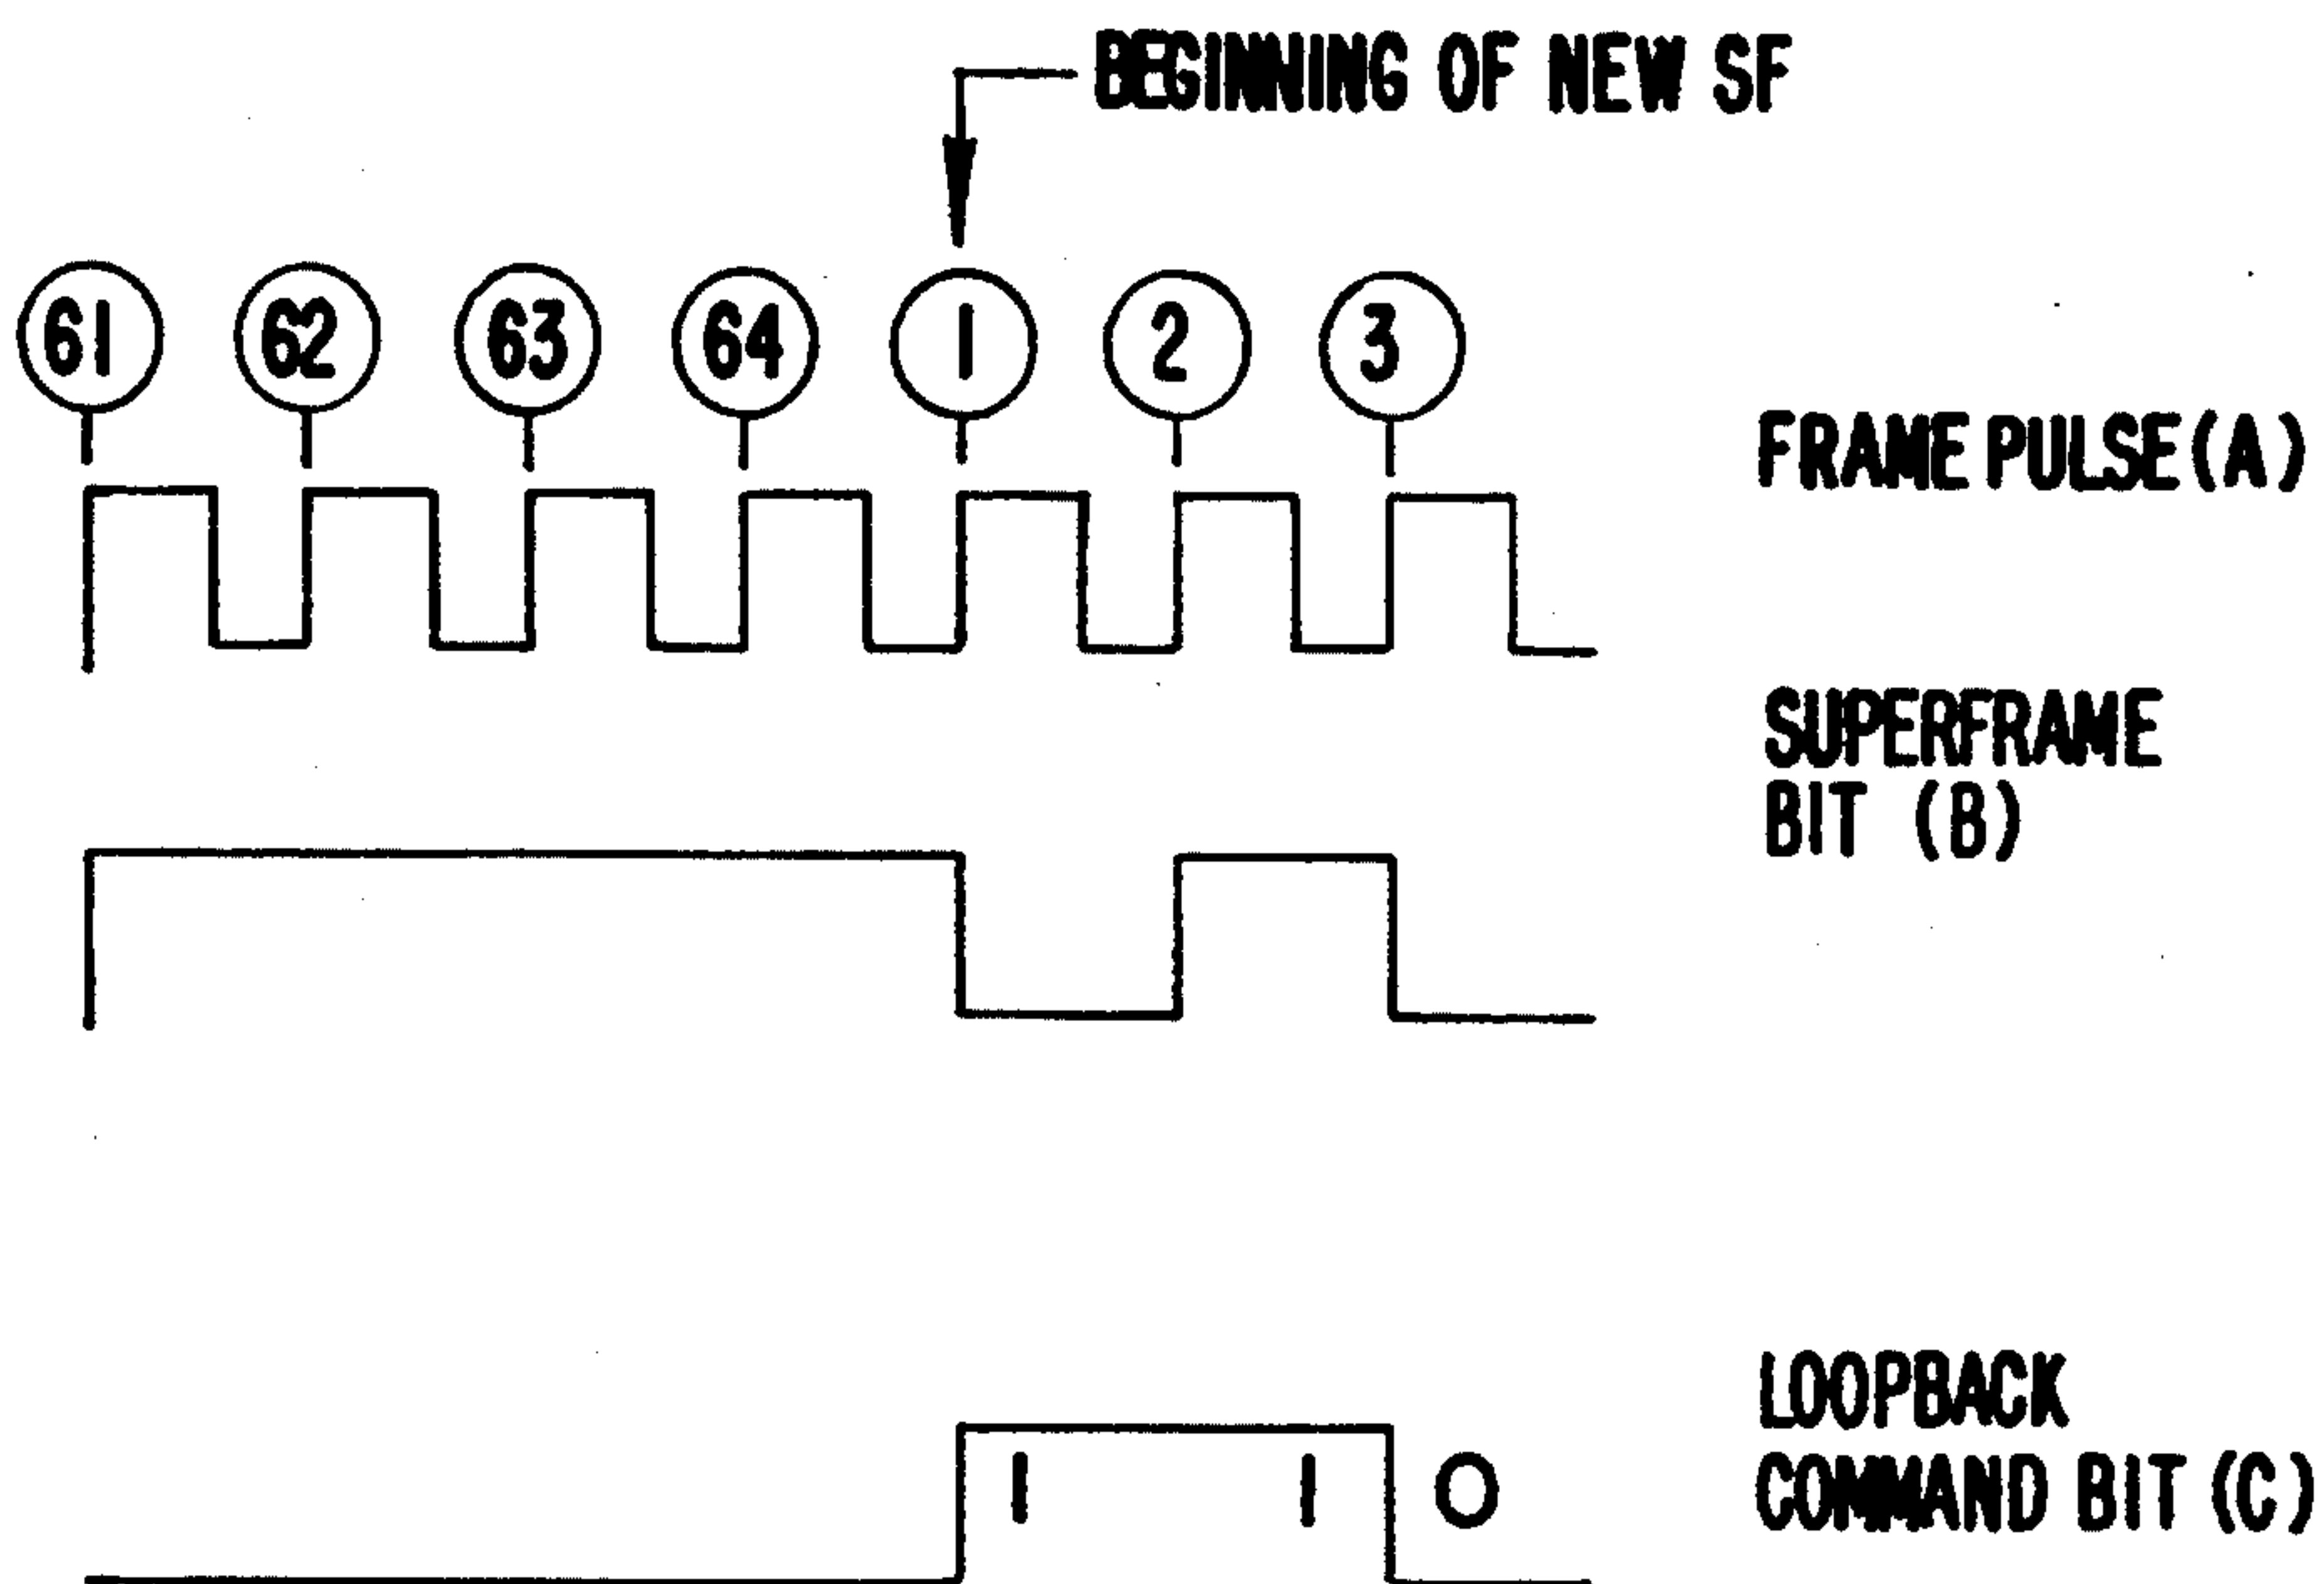 BEGINNING OF NEW SF
61 62 63 64 1 2 3
FRAME PULSE (A)
SUPERFRAME
BIT (B)
LOOPBACK
1 1 0
COMMAND BIT (C)